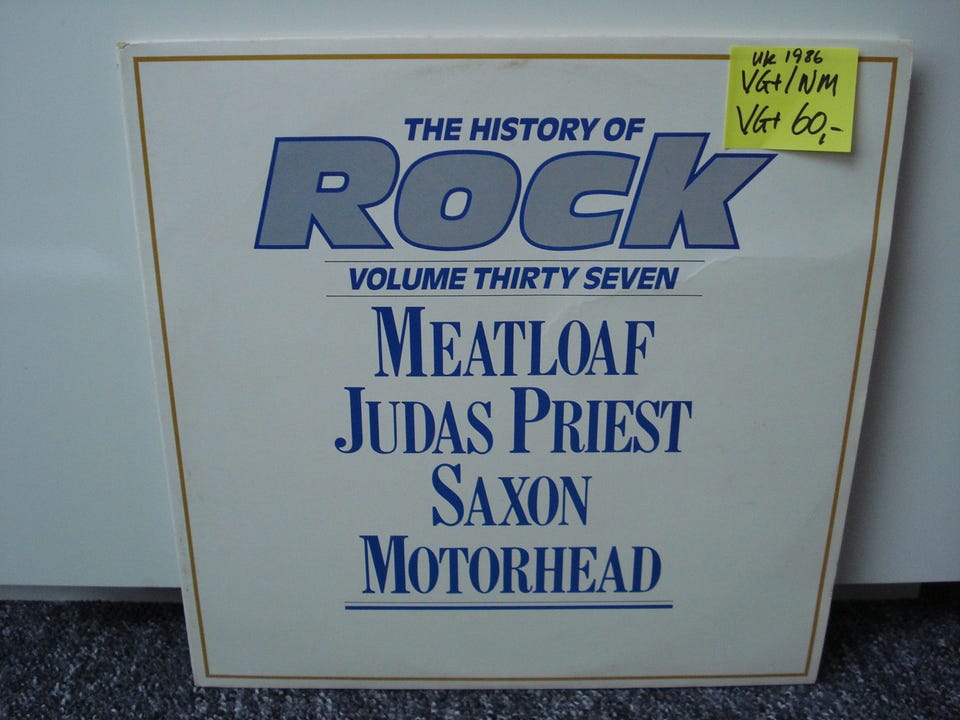 UK 1986
VG+/NM
VG+ 60,-
THE HISTORY OF
ROCK
VOLUME THIRTY SEVEN
MEATLOAF
JUDAS PRIEST
SAXON
MOTORHEAD